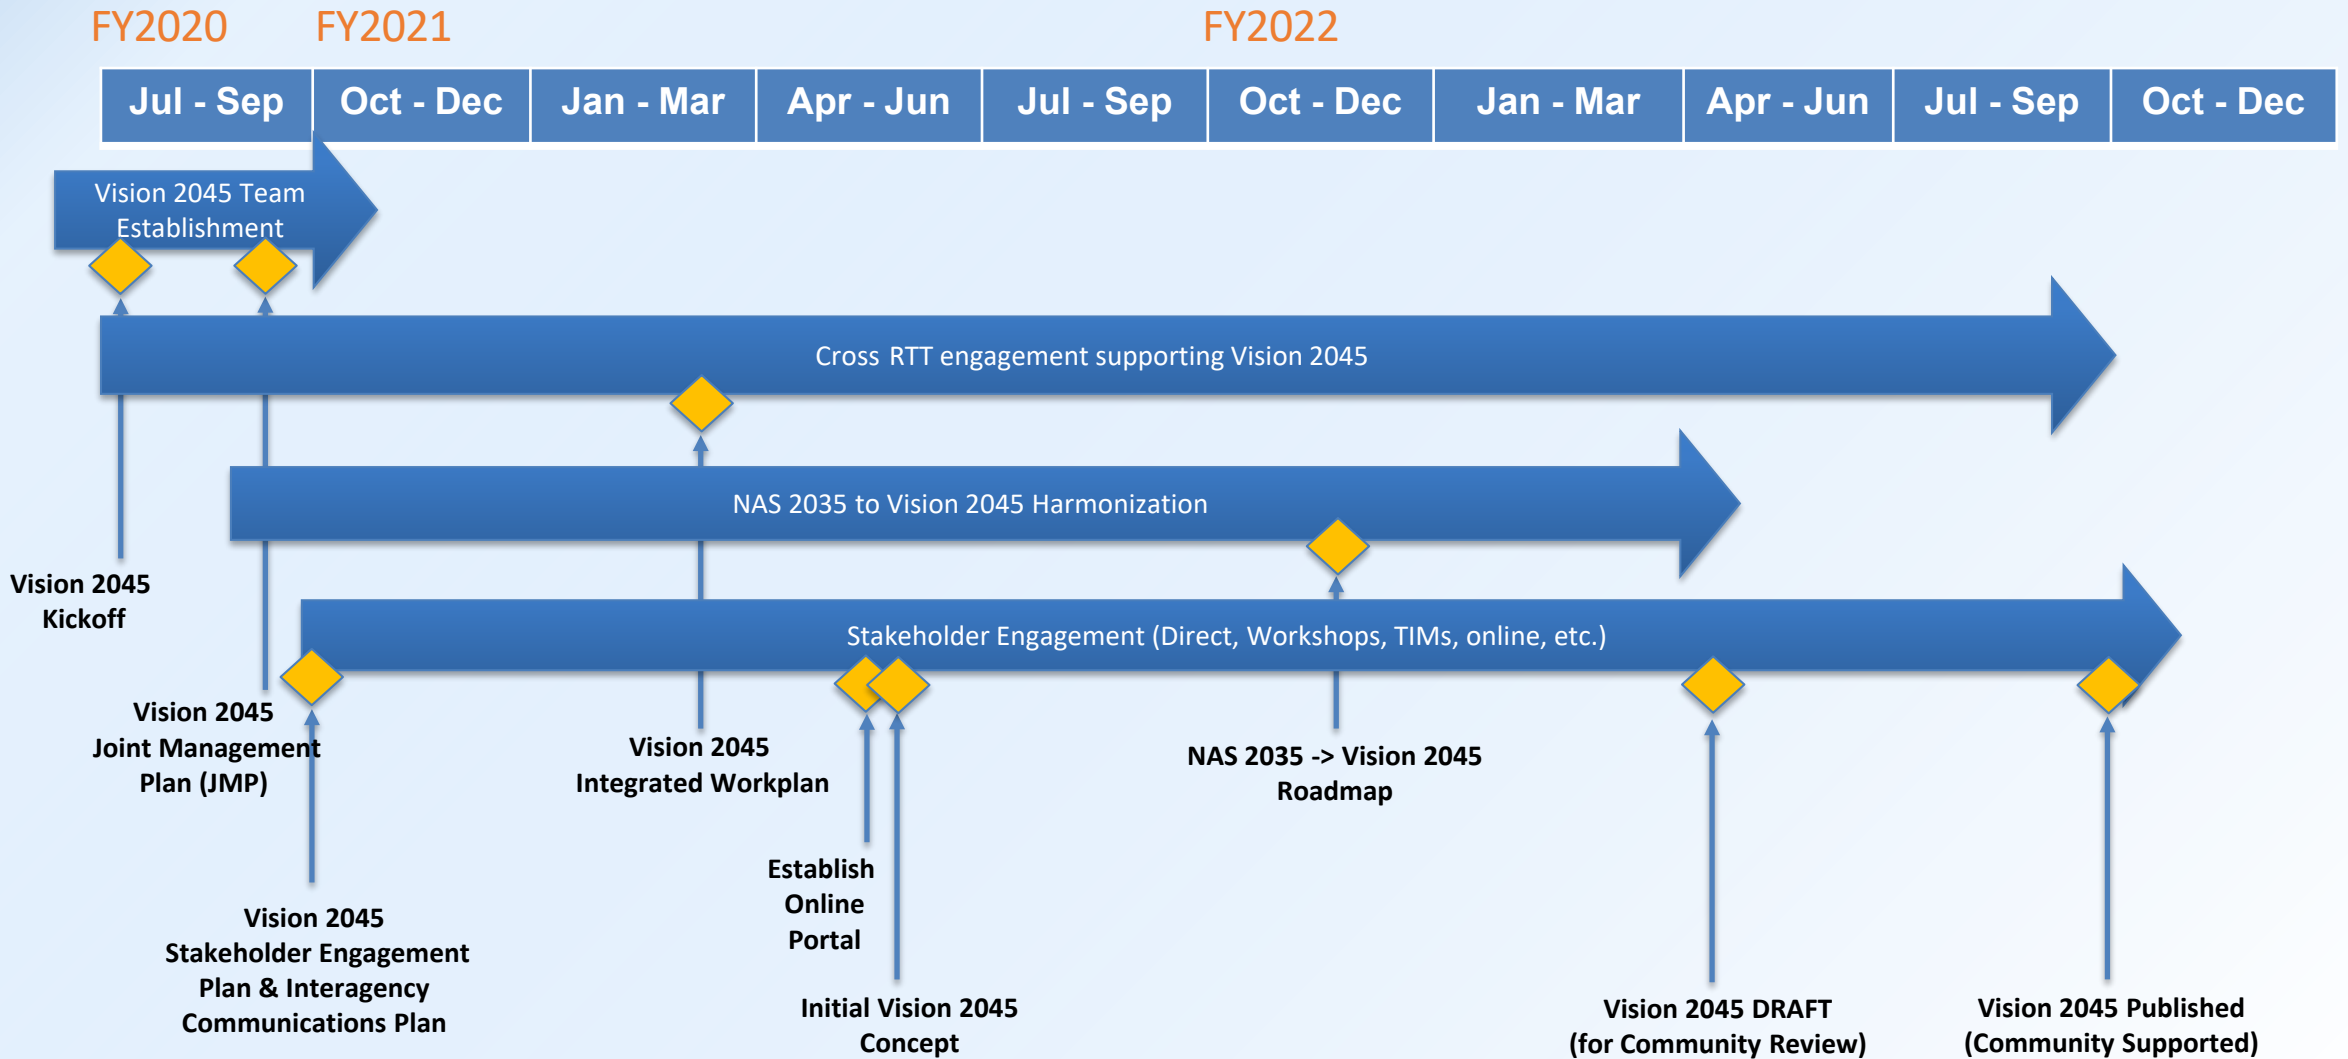 FY2020 FY2021 FY2022
Jul - Sep Oct - Dec Jan - Mar Apr - Jun Jul - Sep Oct - Dec Jan - Mar Apr - Jun Jul - Sep Oct - Dec
Vision 2045 Team
Establishment
Cross RTT engagement supporting Vision 2045
NAS 2035 to Vision 2045 Harmonization
Vision 2045
Kickoff
Stakeholder Engagement (Direct, Workshops, TIMs, online, etc.)
Vision 2045
Joint Management
Plan (JMP)
Vision 2045
Integrated Workplan
NAS 2035 -> Vision 2045
Roadmap
Establish
Online
Portal
Vision 2045
Stakeholder Engagement
Plan & Interagency
Communications Plan
Initial Vision 2045
Concept
Vision 2045 DRAFT
(for Community Review)
Vision 2045 Published
(Community Supported)